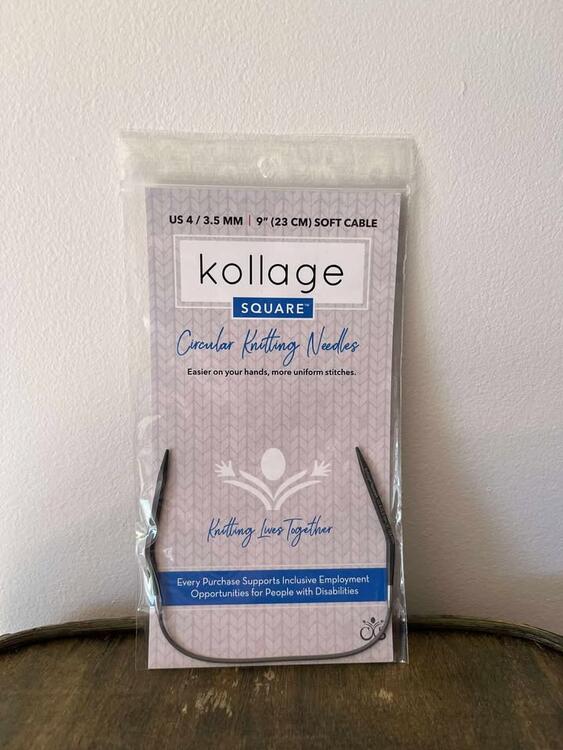 US 4 / 3.5 MM | 9" (23 CM) SOFT CABLE
kollage
SQUARE™
Circular Knitting Needles
Easier on your hands, more uniform stitches.
Knitting Lives Together
Every Purchase Supports Inclusive Employment
Opportunities for People with Disabilities